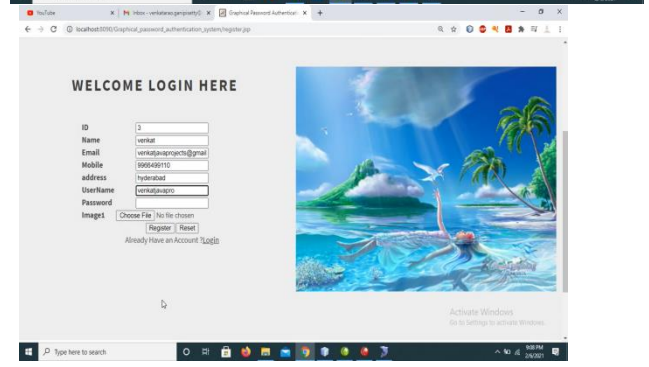 YouTube
Graphical Password Authenticati
localhost:8090/Graphical_password_authentication_system/register.jsp
WELCOME LOGIN HERE
ID 3
Name venkat
Email venkatjavaprojects@gmail
Mobile 9966499110
address hyderabad
UserName venkatjavapro
Password
Image1 Choose File No file chosen
Register Reset
Already Have an Account ?Login
Activate Windows
Go to Settings to activate Windows.
Type here to search
9:08 PM
2/6/2021